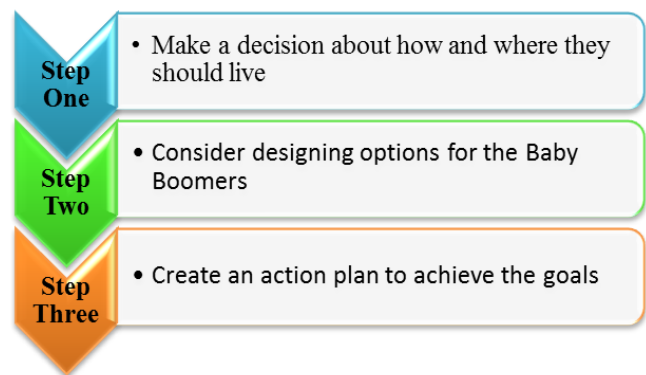 Step
One
• Make a decision about how and where they
should live
Step
Two
• Consider designing options for the Baby
Boomers
Step
Three
• Create an action plan to achieve the goals